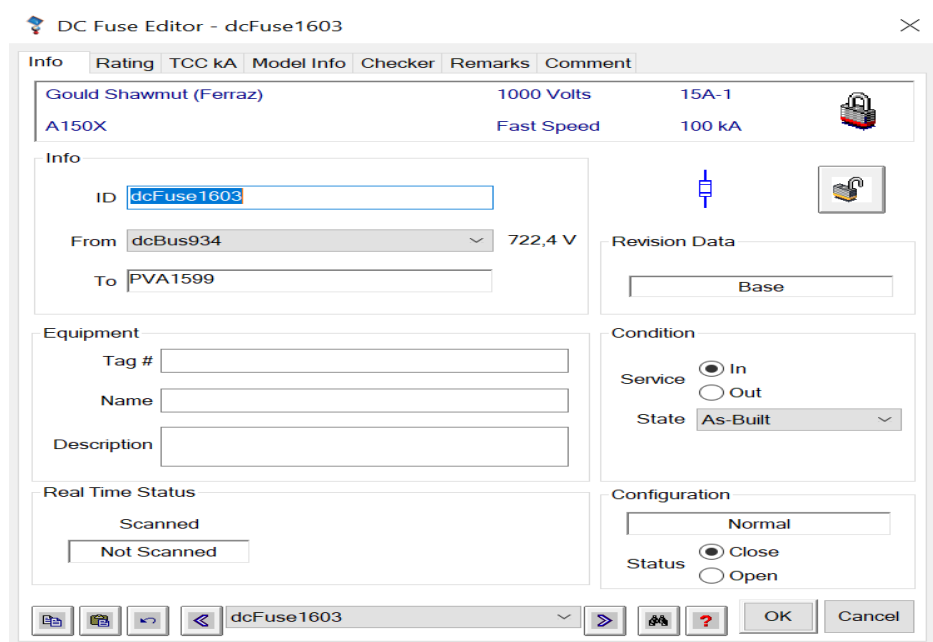 DC Fuse Editor - dcFuse1603
Info Rating TCC kA Model Info Checker Remarks Comment
Gould Shawmut (Ferraz) 1000 Volts 15A-1
A150X Fast Speed 100 kA
Info
ID dcFuse1603
From dcBus934 722,4 V
To PVA1599
Revision Data
Base
Equipment
Tag #
Name
Description
Condition
Service In
Out
State As-Built
Real Time Status
Scanned
Not Scanned
Configuration
Normal
Status Close
Open
dcFuse1603 ? OK Cancel